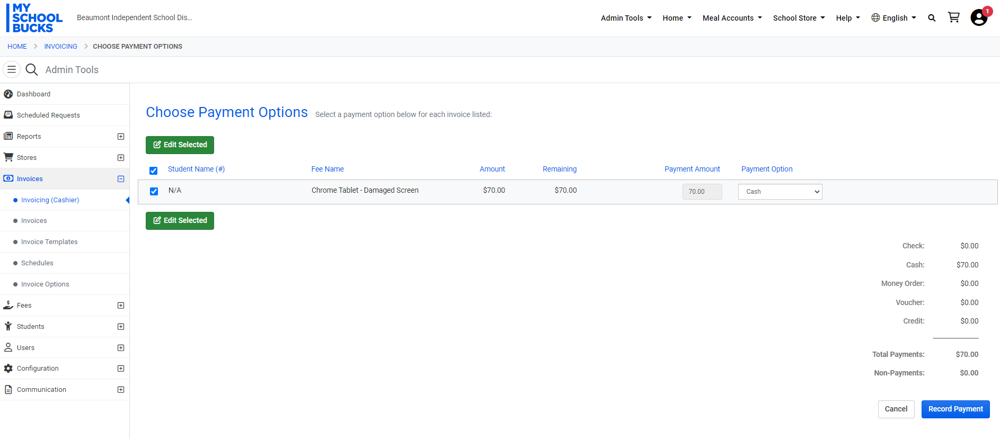 MY
SCHOOL
BUCKS
Beaumont Independent School Dis...
Admin Tools Home Meal Accounts School Store Help English 1
HOME > INVOICING > CHOOSE PAYMENT OPTIONS
Admin Tools
Dashboard
Scheduled Requests
Reports
Stores
Invoices
Invoicing (Cashier)
Invoices
Invoice Templates
Schedules
Invoice Options
Fees
Students
Users
Configuration
Communication
Choose Payment Options Select a payment option below for each invoice listed:
Edit Selected
Student Name (#) Fee Name Amount Remaining Payment Amount Payment Option
N/A Chrome Tablet - Damaged Screen $70.00 $70.00 70.00 Cash
Edit Selected
Check: $0.00
Cash: $70.00
Money Order: $0.00
Voucher: $0.00
Credit: $0.00
Total Payments: $70.00
Non-Payments: $0.00
Cancel Record Payment